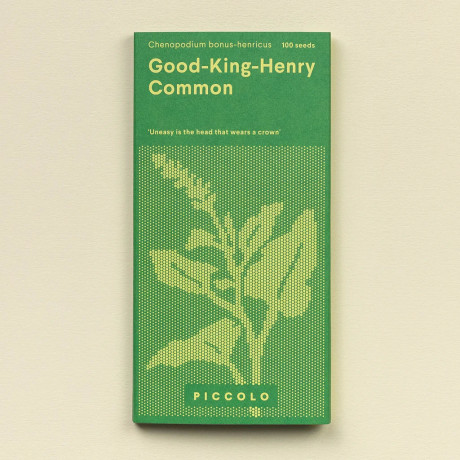 Chenopodium bonus-henricus 100 seeds
Good-King-Henry
Common
'Uneasy is the head that wears a crown'
PICCOLO